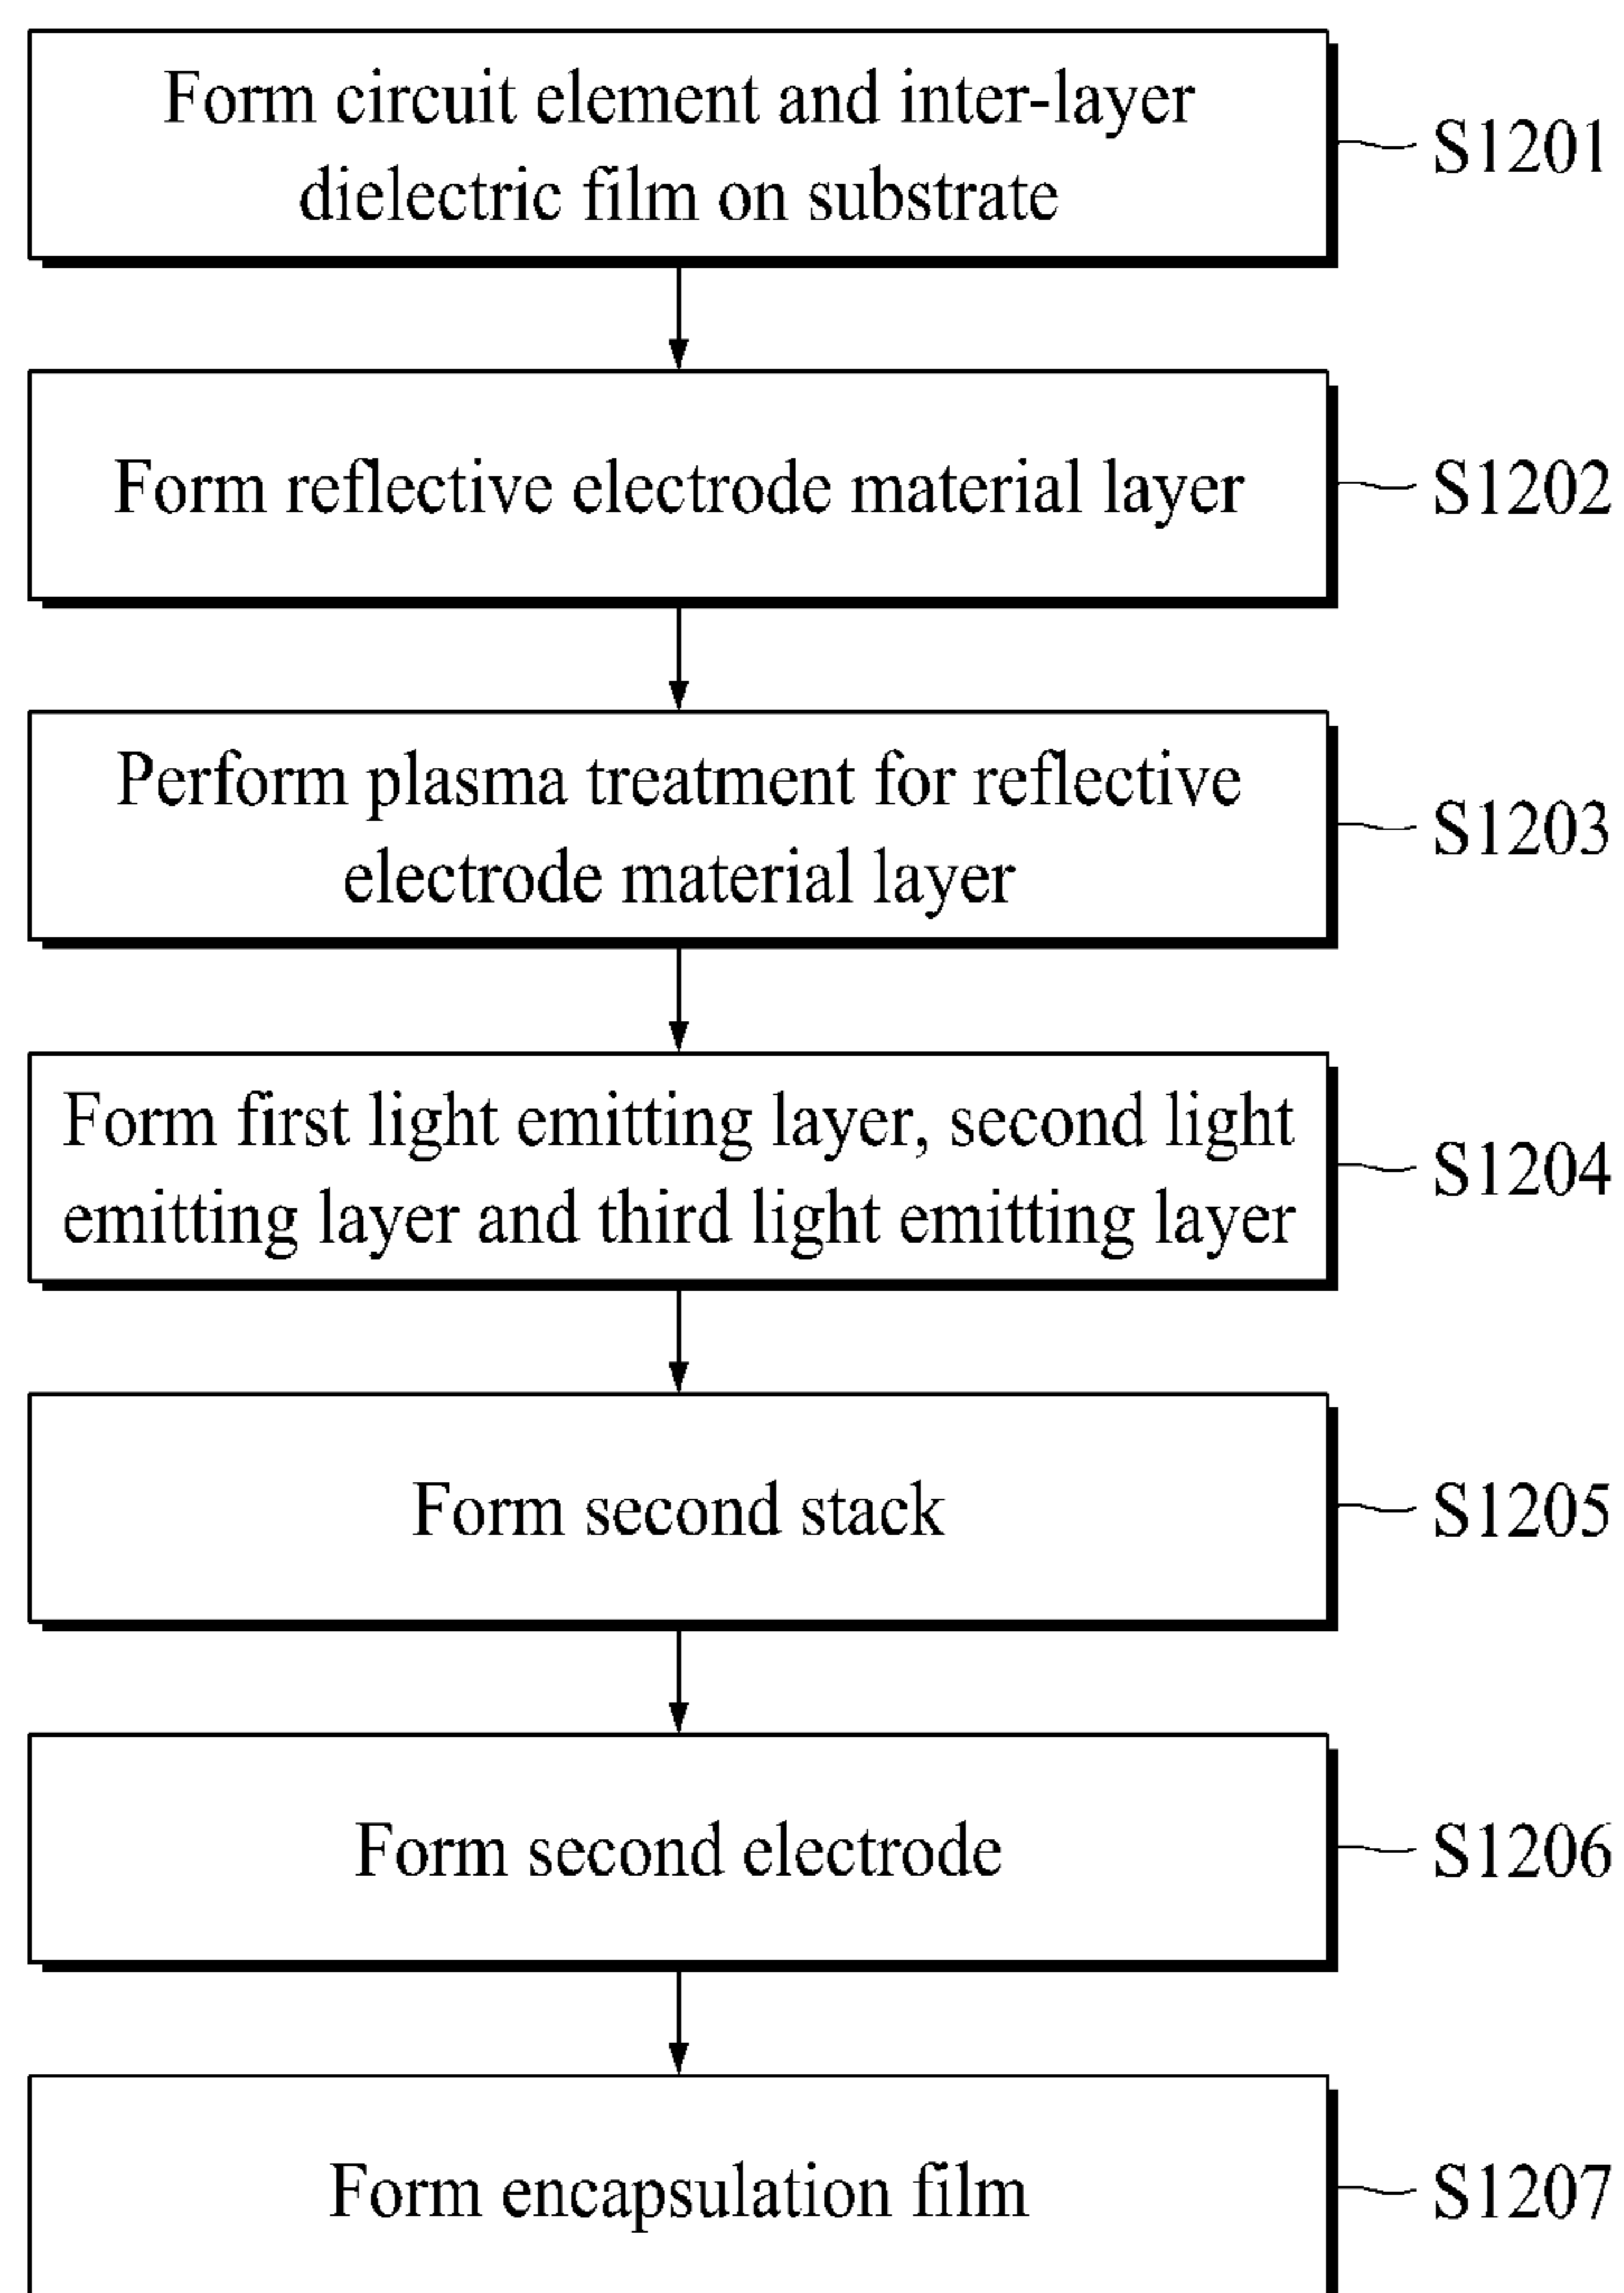 Form circuit element and inter-layer
dielectric film on substrate
S1201
Form reflective electrode material layer
S1202
Perform plasma treatment for reflective
electrode material layer
S1203
Form first light emitting layer, second light
emitting layer and third light emitting layer
S1204
Form second stack
S1205
Form second electrode
S1206
Form encapsulation film
S1207